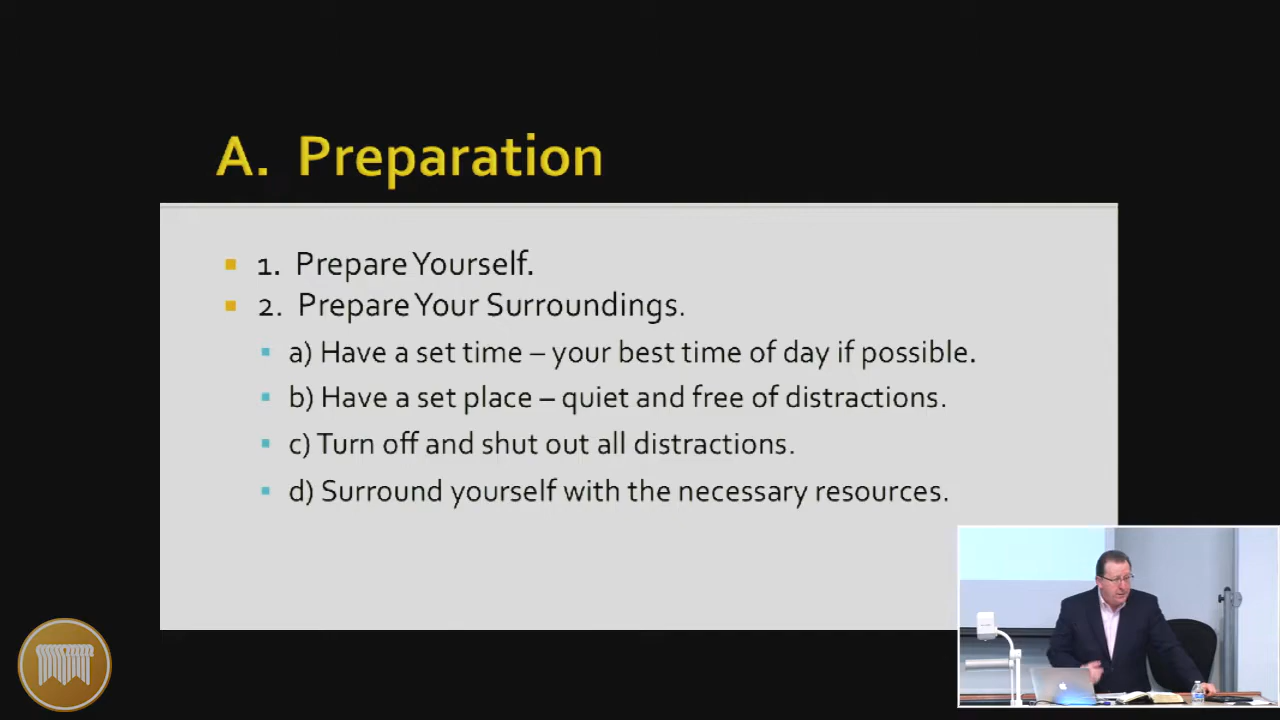 A. Preparation
1. Prepare Yourself.
2. Prepare Your Surroundings.
a) Have a set time – your best time of day if possible.
b) Have a set place – quiet and free of distractions.
c) Turn off and shut out all distractions.
d) Surround yourself with the necessary resources.